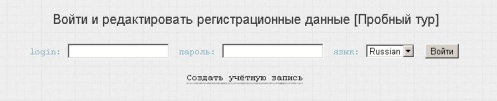 Войти и редактировать регистрационные данные [Пробный тур]
login: пароль: язык: Russian Войти
Создать учётную запись